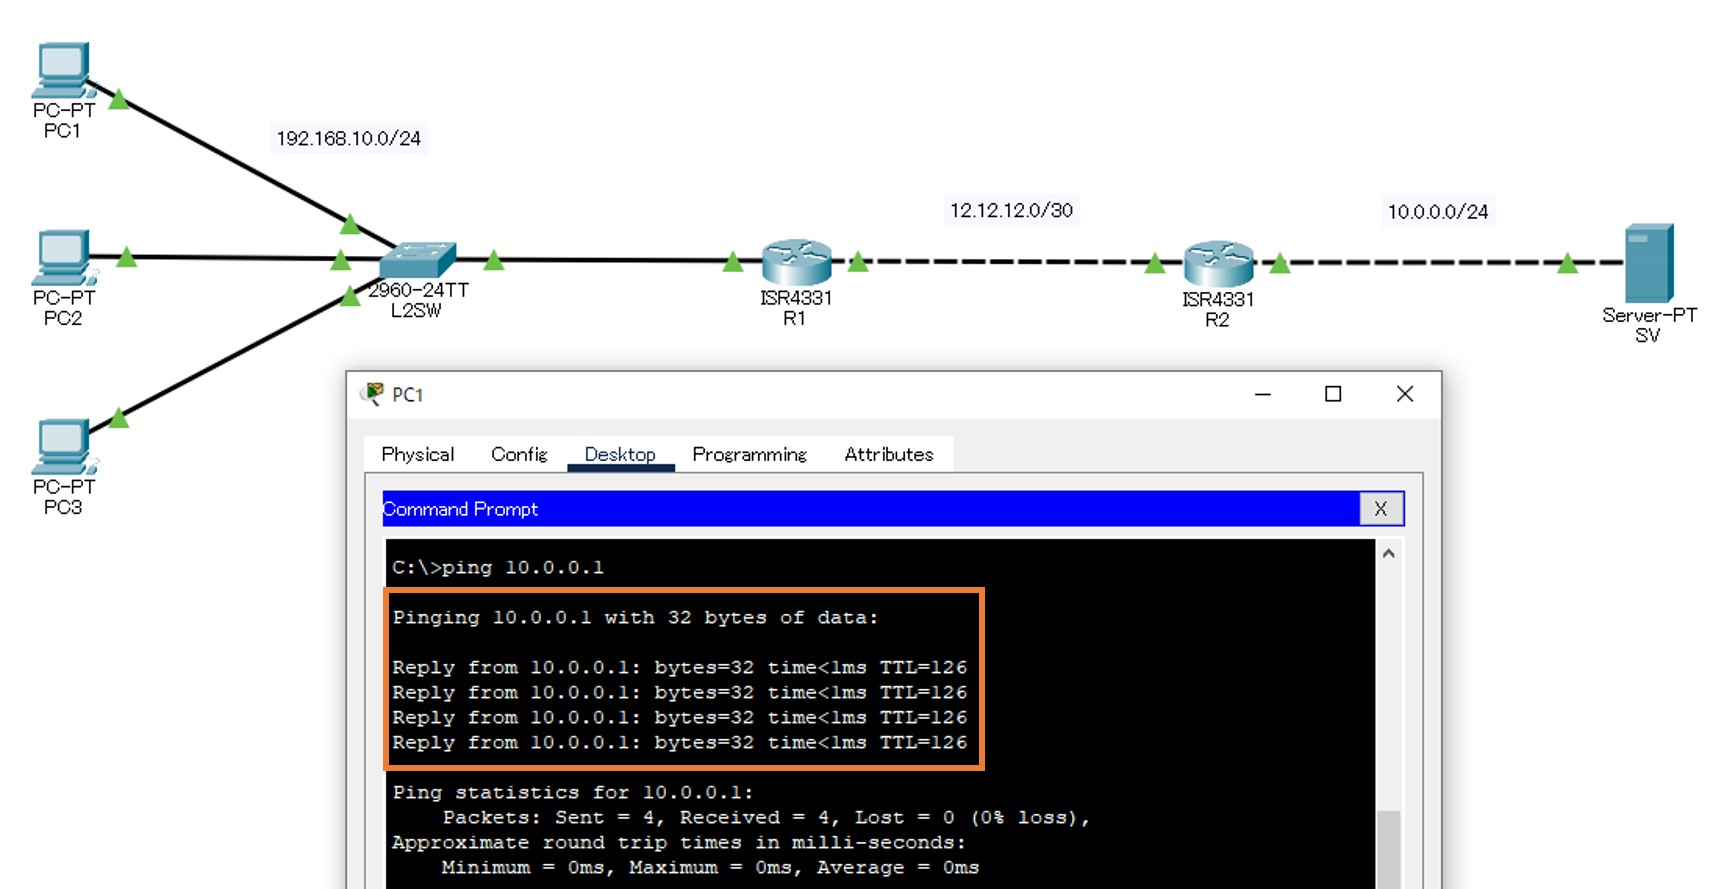 PC-PT
PC1
192.168.10.0/24
12.12.12.0/30
10.0.0.0/24
PC-PT
PC2
2960-24TT
L2SW
ISR4331
R1
ISR4331
R2
Server-PT
SV
PC-PT
PC3
PC1
Physical Config Desktop Programming Attributes
Command Prompt X
C:\>ping 10.0.0.1
Pinging 10.0.0.1 with 32 bytes of data:
Reply from 10.0.0.1: bytes=32 time<1ms TTL=126
Reply from 10.0.0.1: bytes=32 time<1ms TTL=126
Reply from 10.0.0.1: bytes=32 time<1ms TTL=126
Reply from 10.0.0.1: bytes=32 time<1ms TTL=126
Ping statistics for 10.0.0.1:
Packets: Sent = 4, Received = 4, Lost = 0 (0% loss),
Approximate round trip times in milli-seconds:
Minimum = 0ms, Maximum = 0ms, Average = 0ms